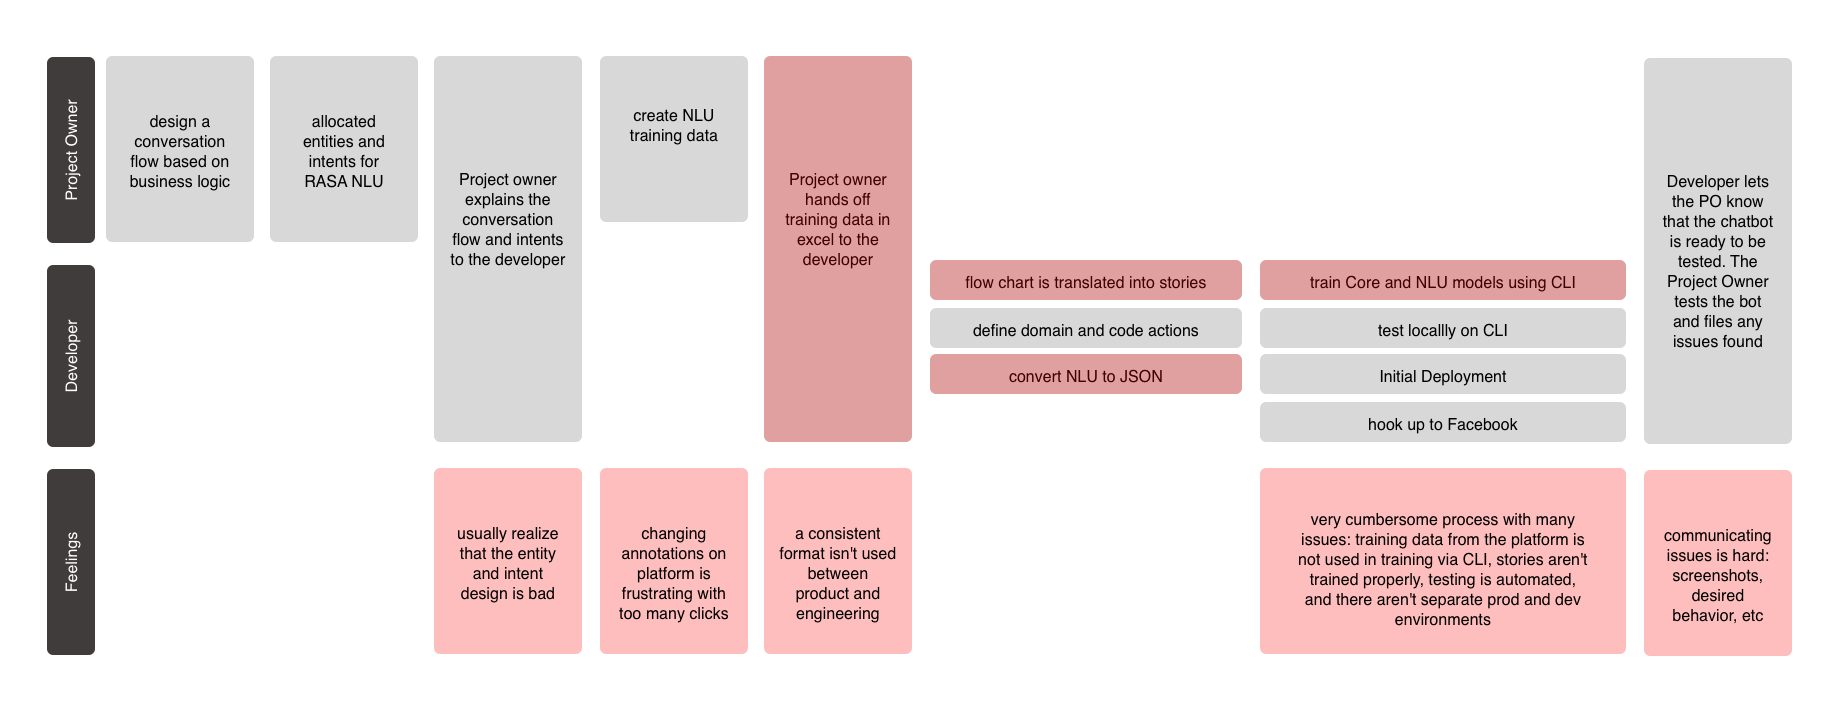 Project Owner
design a
conversation
flow based on
business logic
allocated
entities and
intents for
RASA NLU
Project owner
explains the
conversation
flow and intents
to the developer
create NLU
training data
Project owner
hands off
training data in
excel to the
developer
Developer lets
the PO know
that the chatbot
is ready to be
tested. The
Project Owner
tests the bot
and files any
issues found
Developer
flow chart is translated into stories
define domain and code actions
convert NLU to JSON
train Core and NLU models using CLI
test locallly on CLI
Initial Deployment
hook up to Facebook
Feelings
usually realize
that the entity
and intent
design is bad
changing
annotations on
platform is
frustrating with
too many clicks
a consistent
format isn't used
between
product and
engineering
very cumbersome process with many
issues: training data from the platform is
not used in training via CLI, stories aren't
trained properly, testing is automated,
and there aren't separate prod and dev
environments
communicating
issues is hard:
screenshots,
desired
behavior, etc